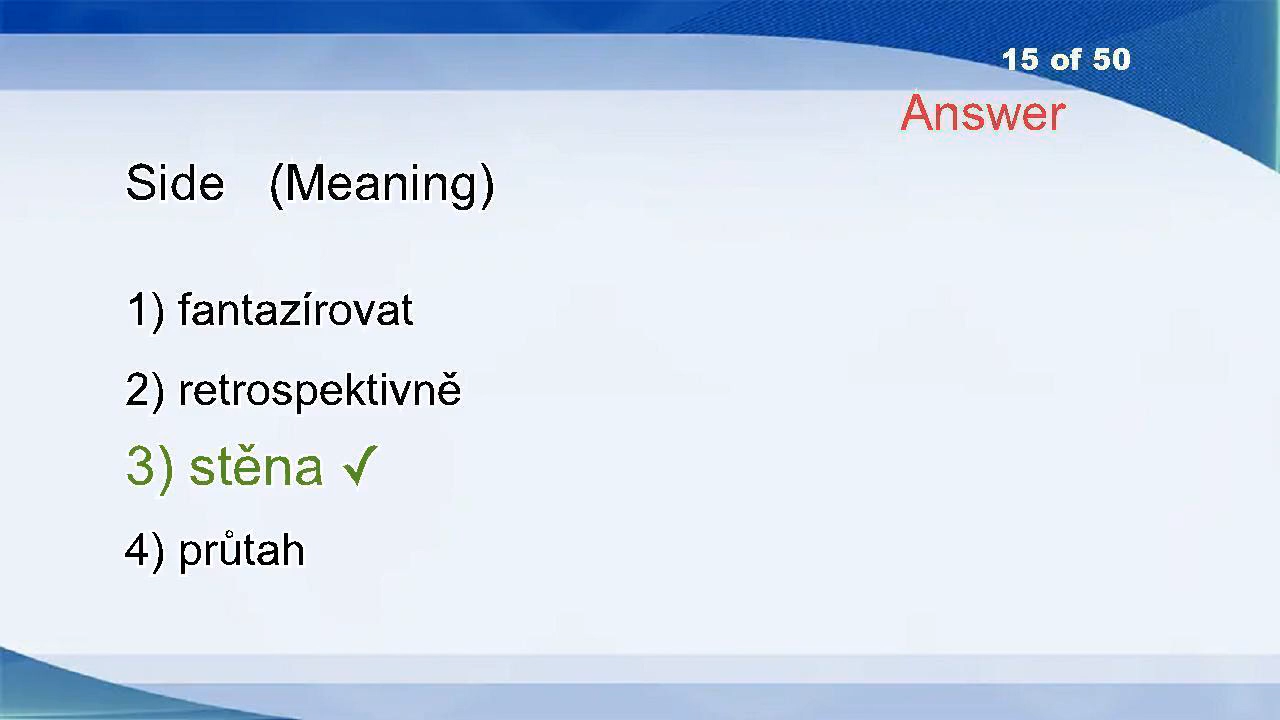 15 of 50
Answer
Side (Meaning)
1) fantazírovat
2) retrospektivně
3) stěna ✓
4) průtah